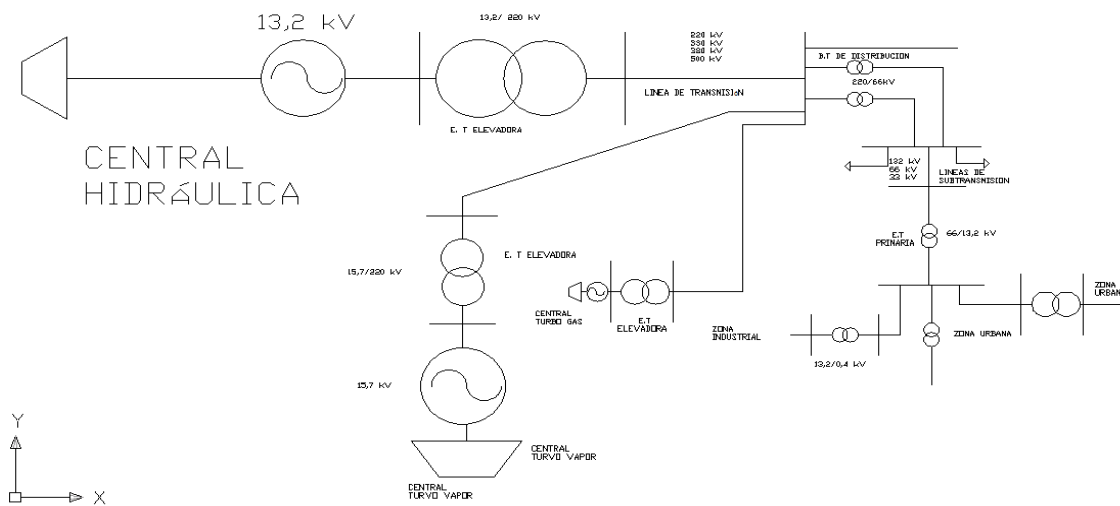 13,2 kV
13,2/ 220 kV
E. T ELEVADORA
220 kV
330 kV
380 kV
500 kV
LINEA DE TRANSMISIÓN
B.T DE DISTRIBUCION
220/66kV
CENTRAL
HIDRÁULICA
132 kV
66 kV
33 kV
LINEAS DE
SUBTRANSMISION
E.T
PRINARIA
66/13,2 kV
E. T ELEVADORA
15,7/220 kV
CENTRAL
TURBO GAS
E.T
ELEVADORA
ZONA
INDUSTRIAL
13,2/0,4 kV
ZONA URBANA
ZONA
URBAN
15,7 kV
CENTRAL
TURVO VAPOR
CENTRAL
TURVO VAPOR
Y
X